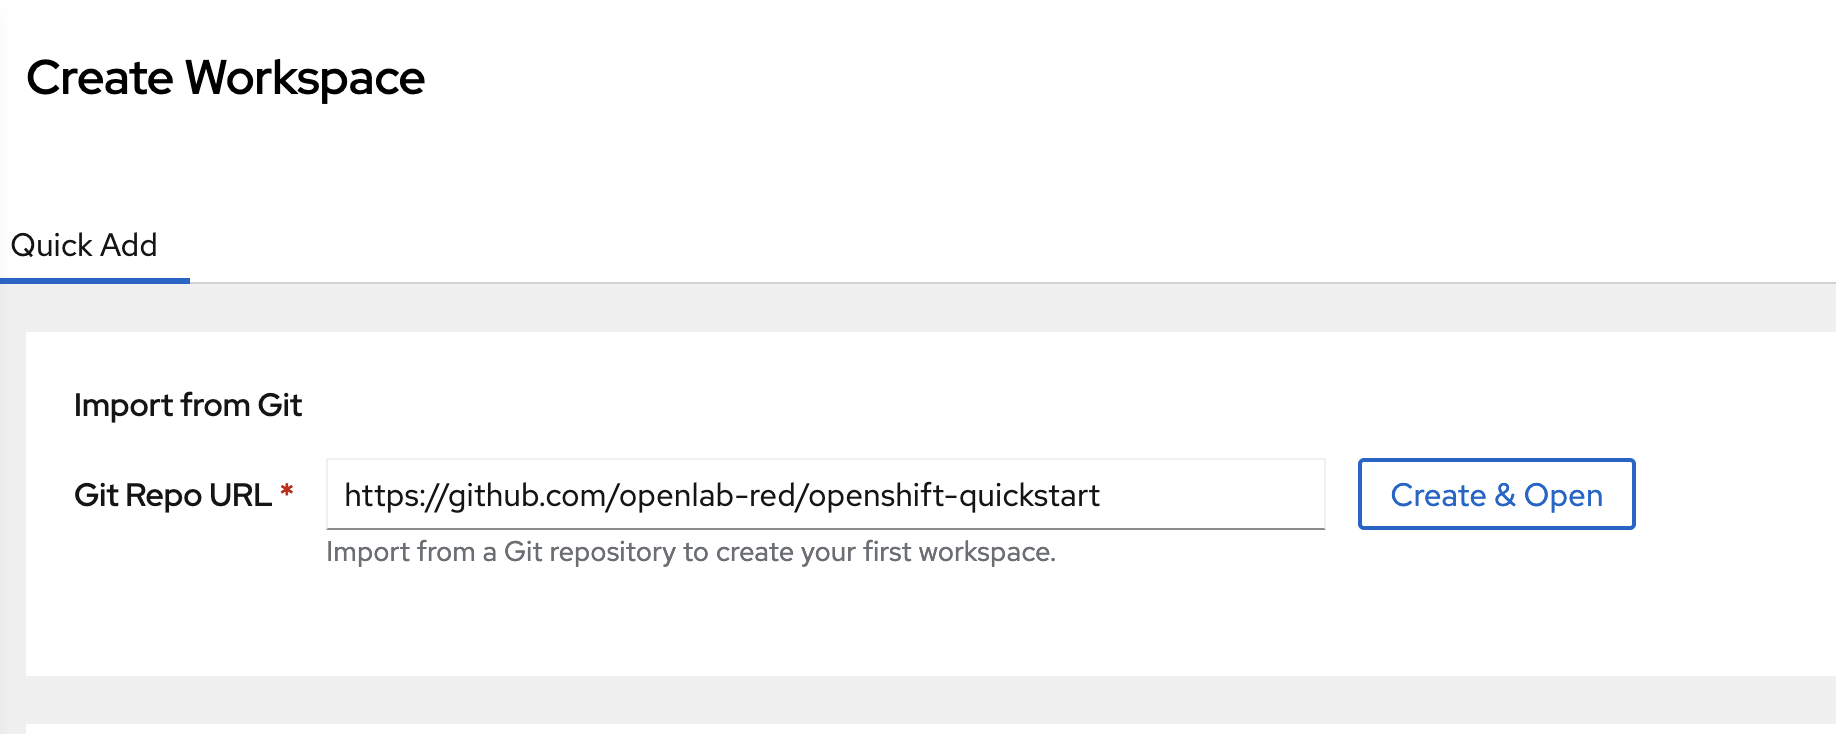 Create Workspace
Quick Add
Import from Git
Git Repo URL * https://github.com/openlab-red/openshift-quickstart Create & Open
Import from a Git repository to create your first workspace.